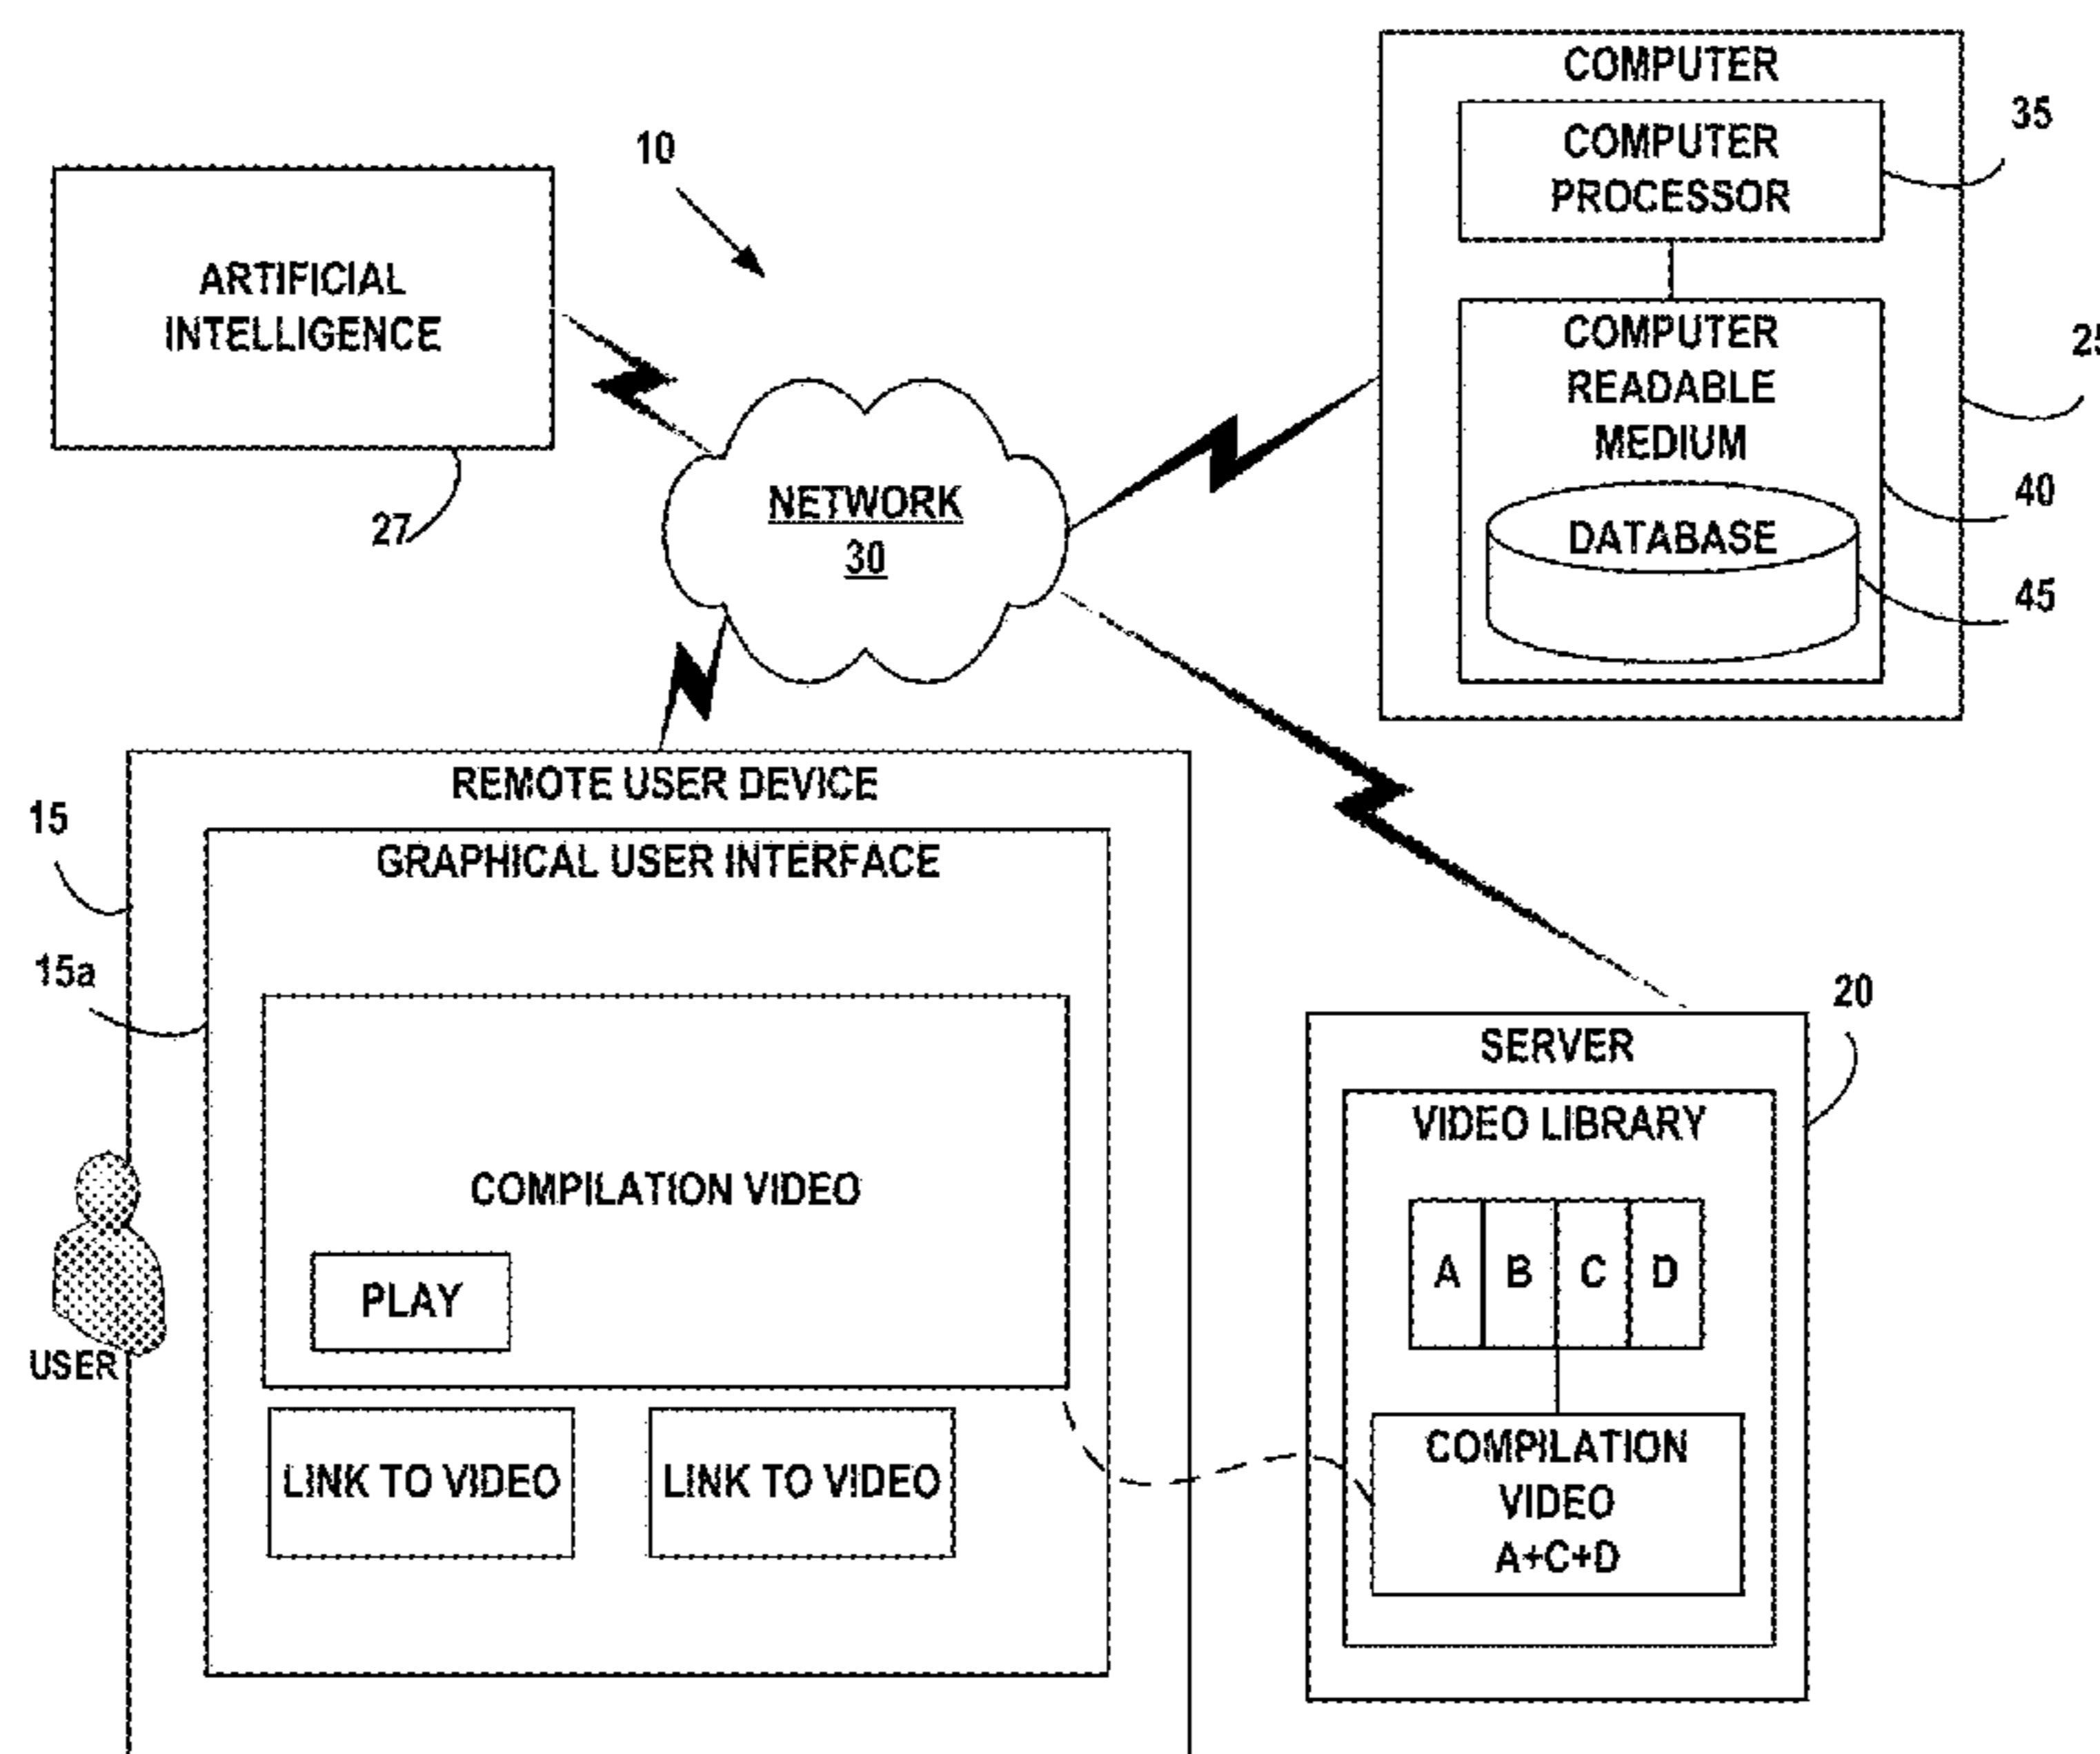 COMPUTER
COMPUTER
PROCESSOR
35
10
ARTIFICIAL
INTELLIGENCE
27
COMPUTER
READABLE
MEDIUM
25
40
DATABASE
45
NETWORK
30
REMOTE USER DEVICE
15
GRAPHICAL USER INTERFACE
15a
COMPILATION VIDEO
PLAY
USER
LINK TO VIDEO
LINK TO VIDEO
20
SERVER
VIDEO LIBRARY
A B C D
COMPILATION
VIDEO
A+C+D